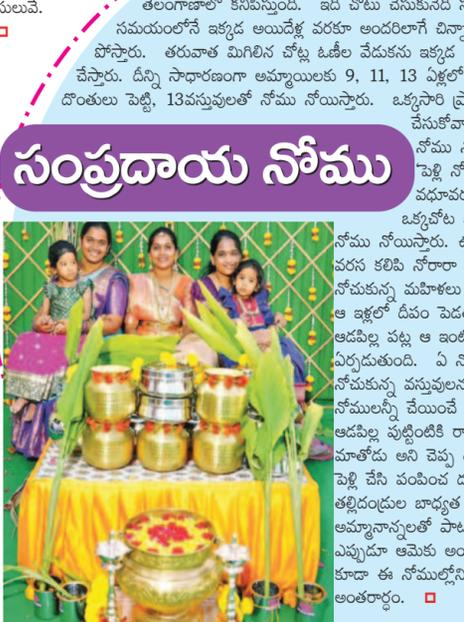 సులువే.
తెలంగాణాలో కనిపిస్తుంది. ఇది చోటు చేసుకునేది
సమయంలోనే ఇక్కడ అయిదేళ్ల వరకూ అందరిలాగే చిన్నా
పోస్తారు. తరువాత మిగిలిన చోట్ల ఓణీల వేడుకను ఇక్కడ
చేస్తారు. దీన్ని సాధారణంగా అమ్మాయిలకు 9, 11, 13 ఏళ్లలో
దొంతులు పెట్టి, 13వస్తువులతో నోము నోయిస్తారు. ఒక్కసారి ప్ర
చేసుకోవా
సంప్రదాయ నోము
నోము
పెళ్లి నో
వధూవర
ఒక్కచోట
నోము నోయిస్తారు.
వరస కలిపి నోరారా
నోచుకున్న మహిళలు
ఆ ఇళ్లలో దీపం పెడ
ఆడపిల్ల పట్ల ఆ ఇంటి
ఏర్పడుతుంది. ఏ నో
నోచుకున్న వస్తువులన
నోములన్నీ చేయించే
ఆడపిల్ల పుట్టింటికి రా
మాతోడు అని చెప్ప
పెళ్లి చేసి పంపించ
తల్లిదండ్రుల బాధ్యత
అమ్మానాన్నలతో పాటు
ఎప్పుడూ ఆమెకు అం
కూడా ఈ నోముల్లోని
అంతరార్థం.